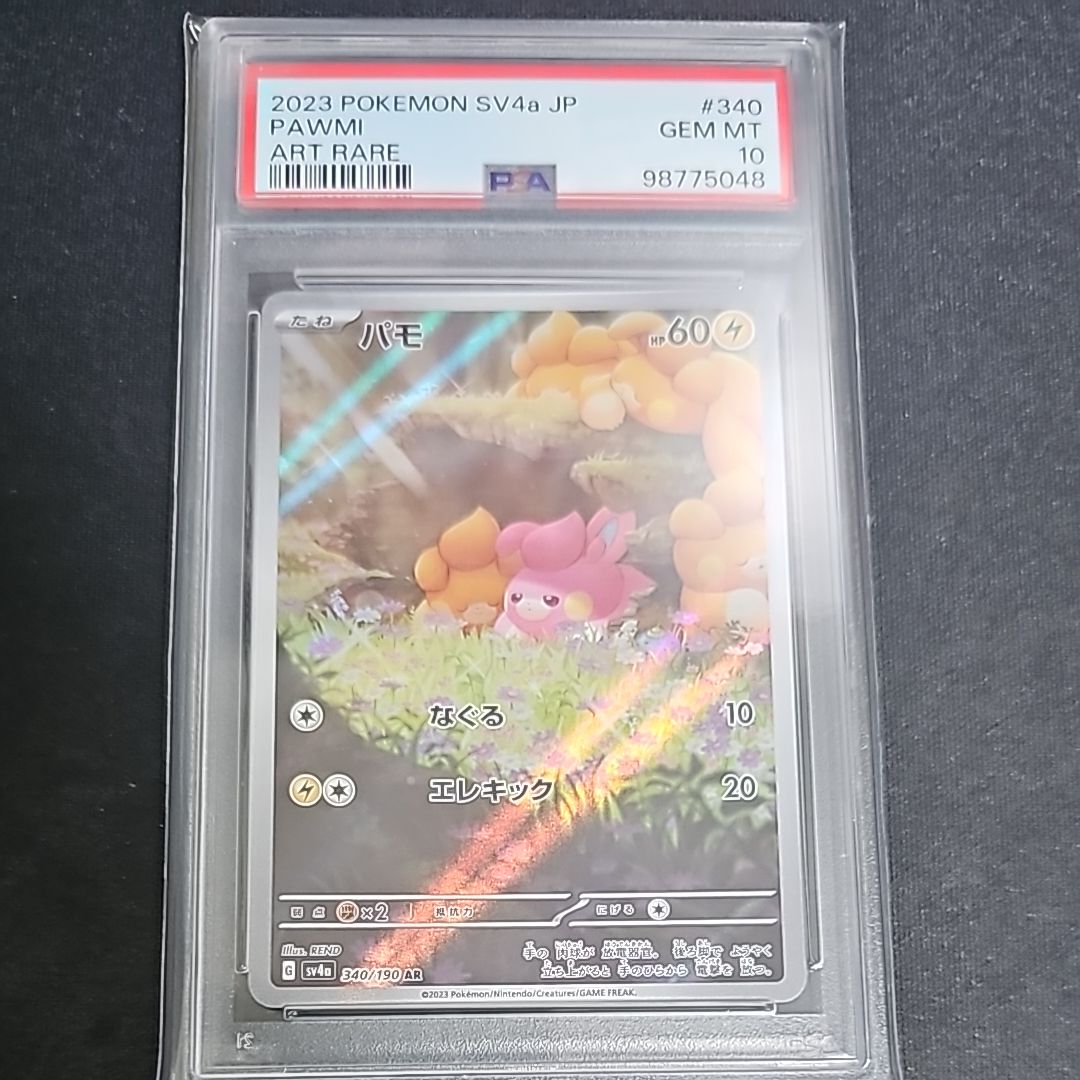 2023 POKEMON SV4a JP #340
PAWMI GEM MT
ART RARE 10
PSA 98775048
たね パモ HP60
なぐる 10
エレキック 20
弱点 ×2 抵抗力 にげる
Illus. REND
手の 肉球が 放電器官。 後ろ脚で ようやく
立ち上がると 手のひらから 電撃を 放つ。
G sv4a 340/190 AR
©2023 Pokémon/Nintendo/Creatures/GAME FREAK.